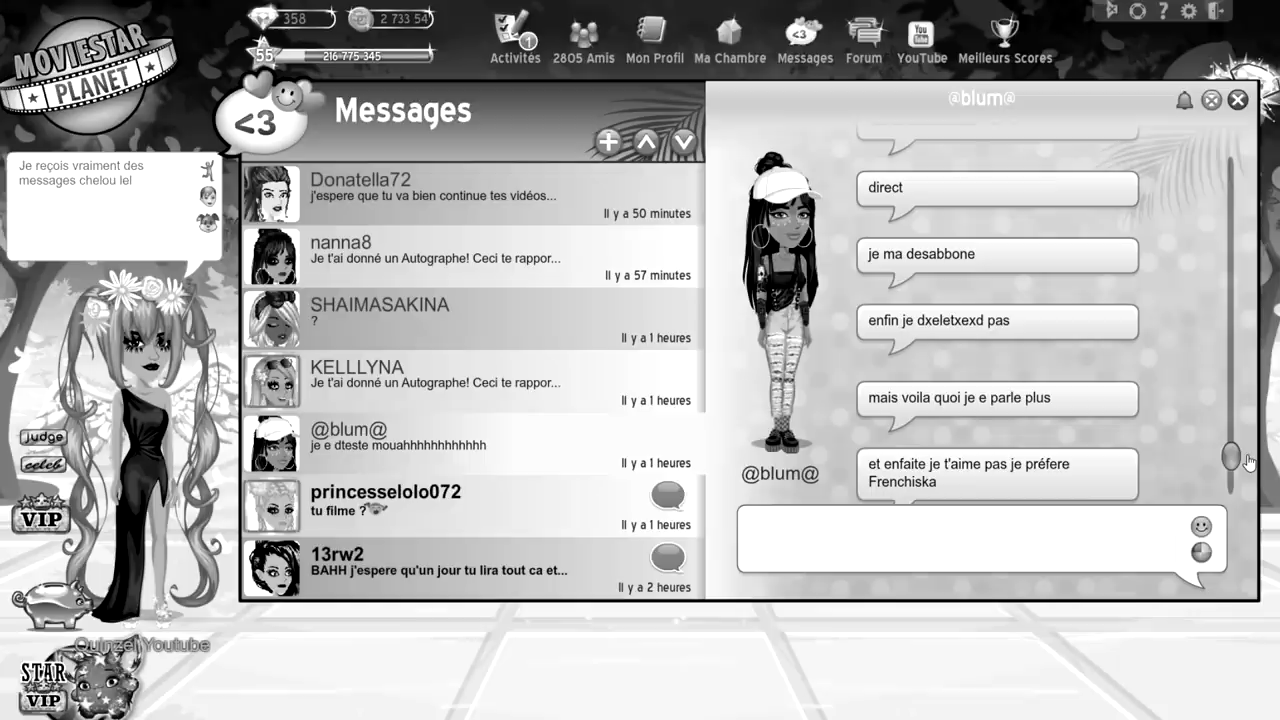 358
2 733 54
55
216 775 345
MOVIESTAR
PLANET
1
Activités
2805 Amis
Mon Profil
Ma Chambre
<3
Messages
Forum
You
Tube
YouTube
Meilleurs Scores
?
<3
Messages
@blum@
Je reçois vraiment des
messages chelou lel
Donatella72
j'espere que tu va bien continue tes vidéos...
Il y a 50 minutes
nanna8
Je t'ai donné un Autographe! Ceci te rappor...
Il y a 57 minutes
SHAIMASAKINA
?
Il y a 1 heures
KELLLYNA
Je t'ai donné un Autographe! Ceci te rappor...
Il y a 1 heures
@blum@
je e dteste mouahhhhhhhhhhhh
Il y a 1 heures
princesselolo072
tu filme ?
Il y a 1 heures
13rw2
BAHH j'espere qu'un jour tu lira tout ca et...
Il y a 2 heures
@blum@
direct
je ma desabbone
enfin je dxeletxexd pas
mais voila quoi je e parle plus
et enfaite je t'aime pas je préfere
Frenchiska
judge
celeb
VIP
Quinzel Youtube
STAR
VIP